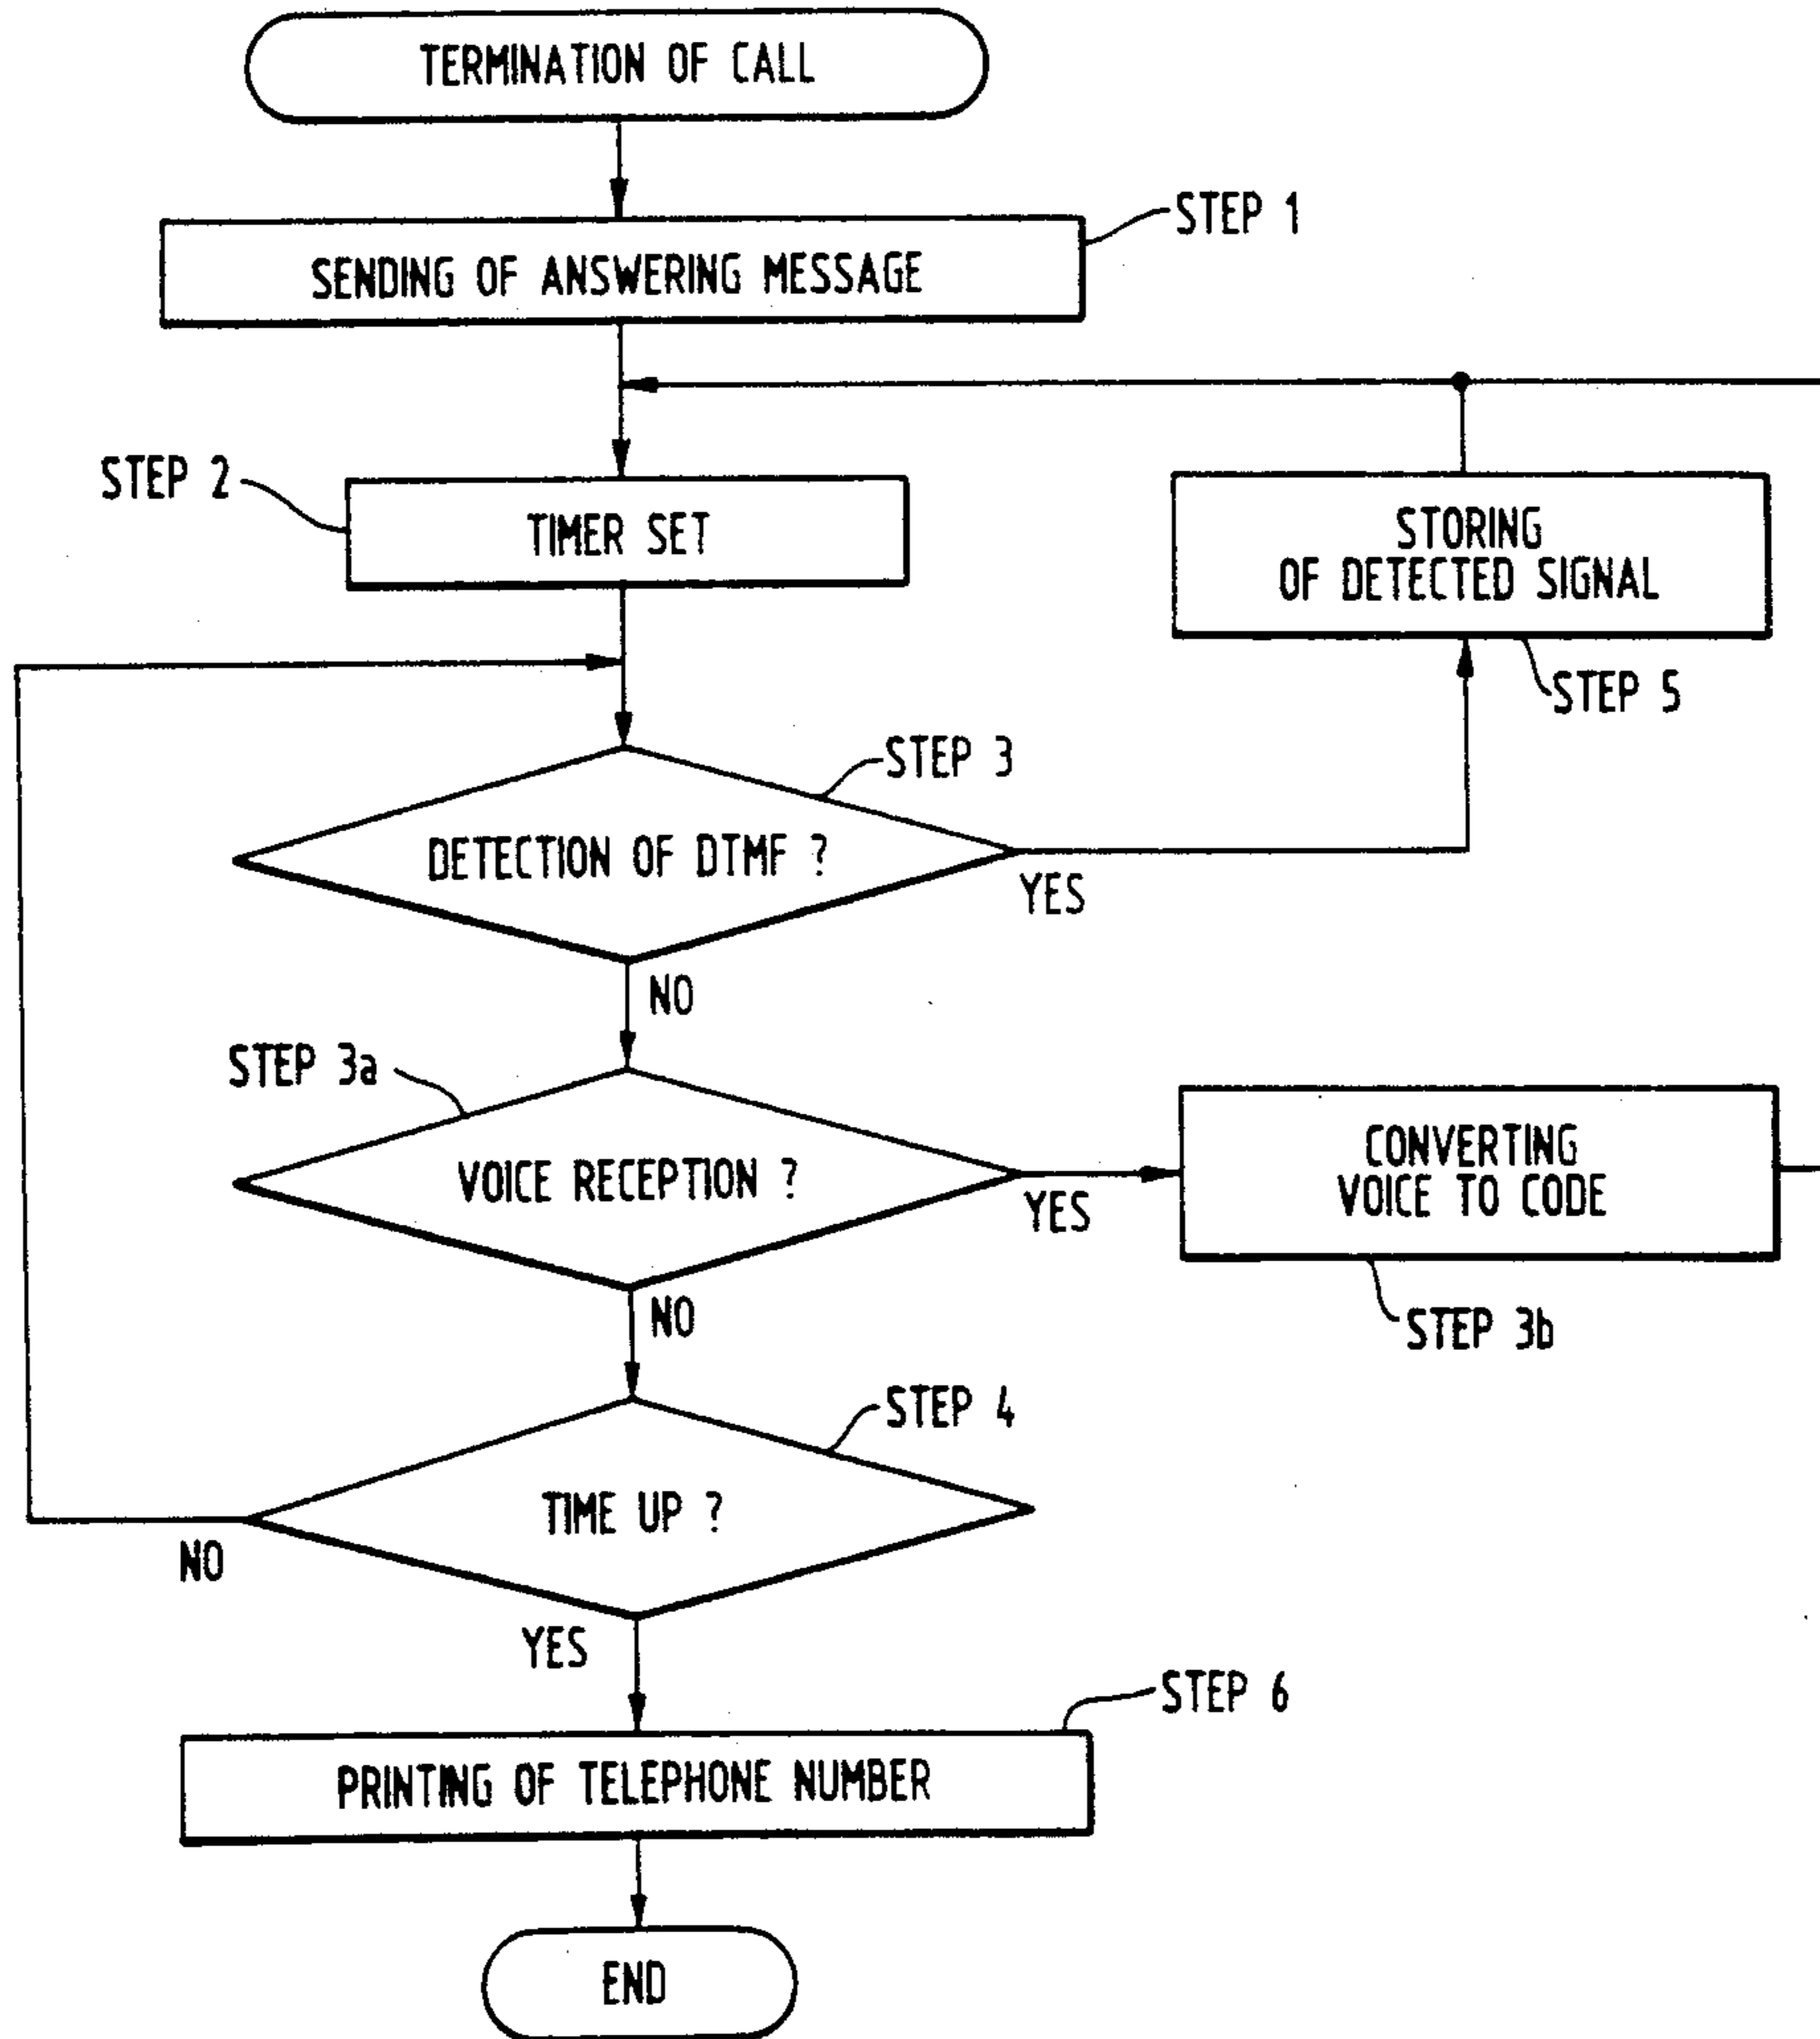 TERMINATION OF CALL
STEP 1
SENDING OF ANSWERING MESSAGE
STEP 2
TIMER SET
STORING
OF DETECTED SIGNAL
STEP 5
STEP 3
DETECTION OF DTMF ?
YES
NO
STEP 3a
VOICE RECEPTION ?
YES
CONVERTING
VOICE TO CODE
STEP 3b
NO
STEP 4
TIME UP ?
NO
YES
STEP 6
PRINTING OF TELEPHONE NUMBER
END